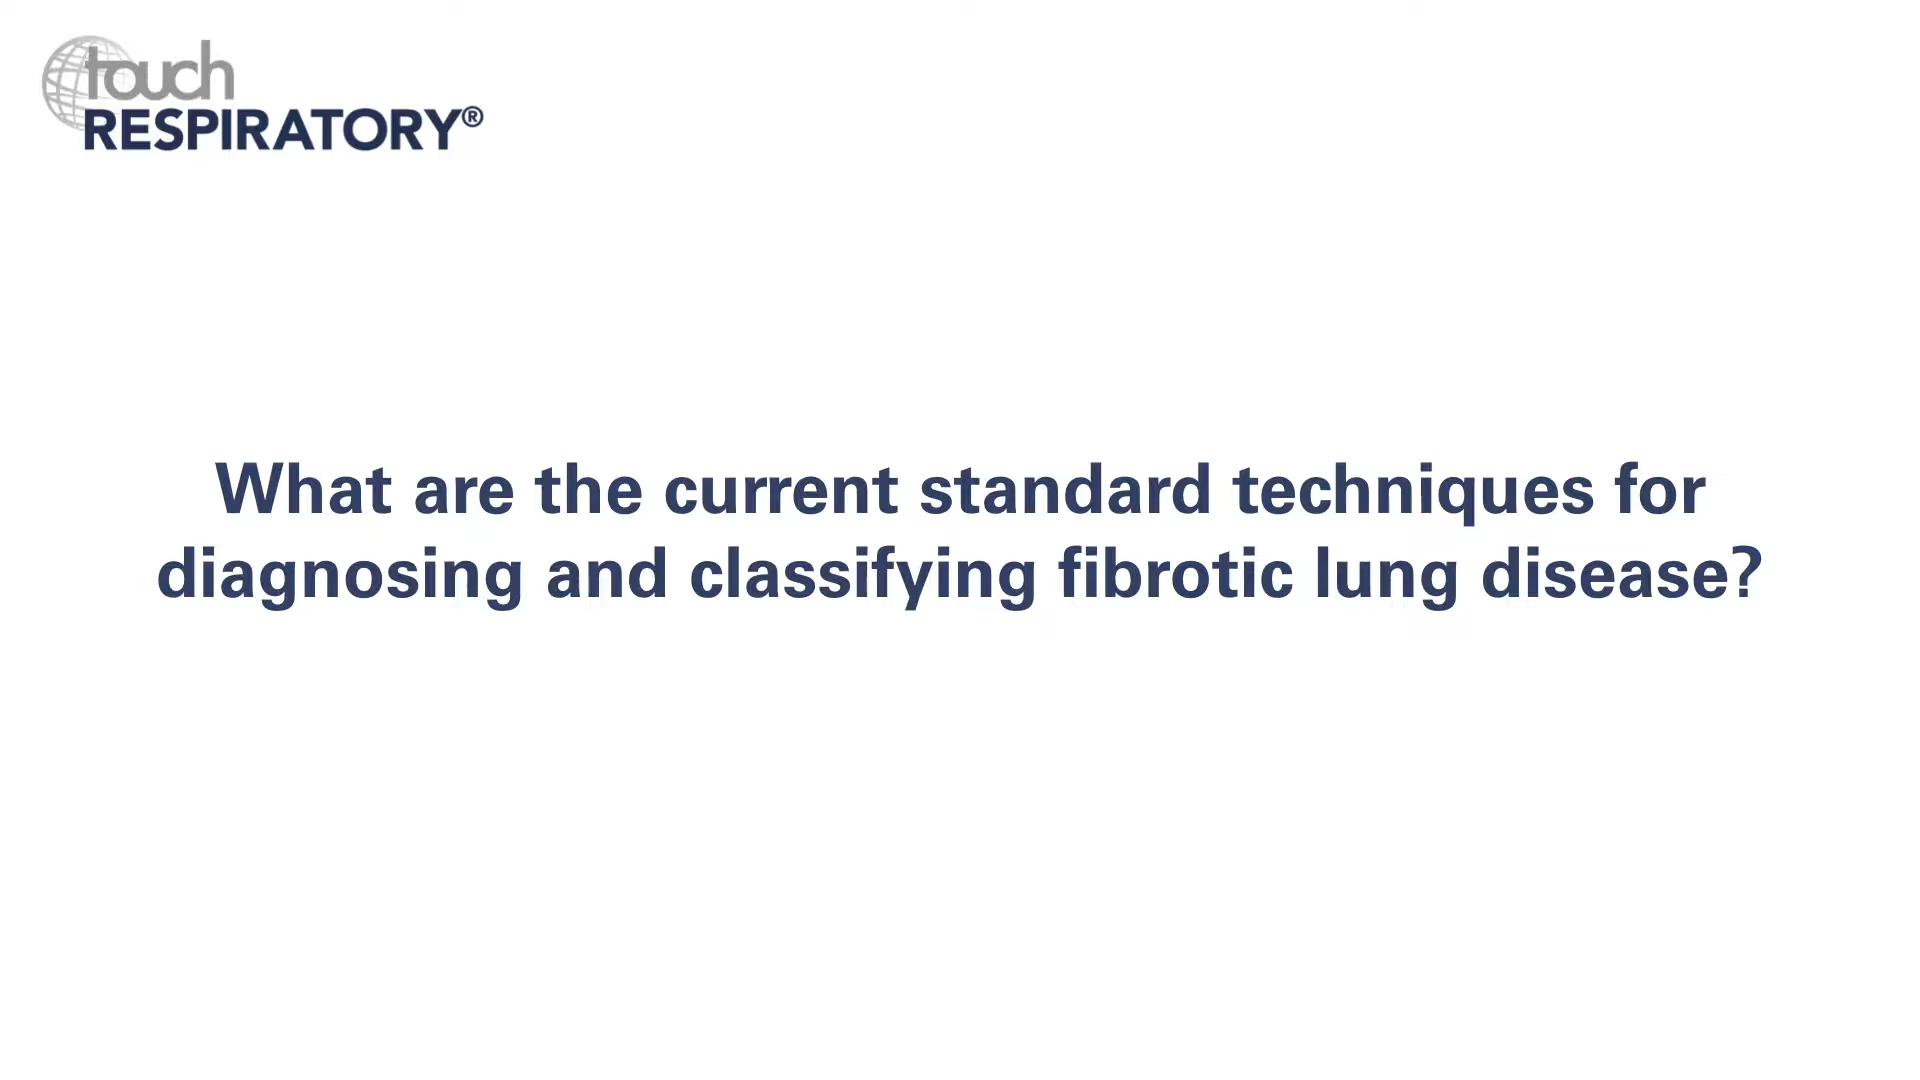 touch
RESPIRATORY®
What are the current standard techniques for
diagnosing and classifying fibrotic lung disease?